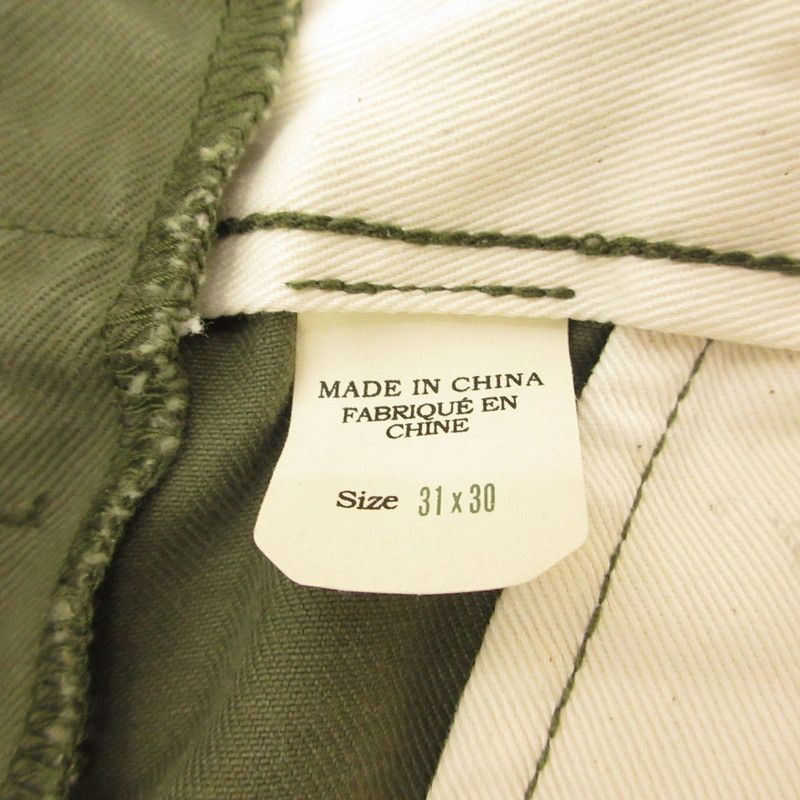 MADE IN CHINA
FABRIQUÉ EN
CHINE
Size 31 x 30